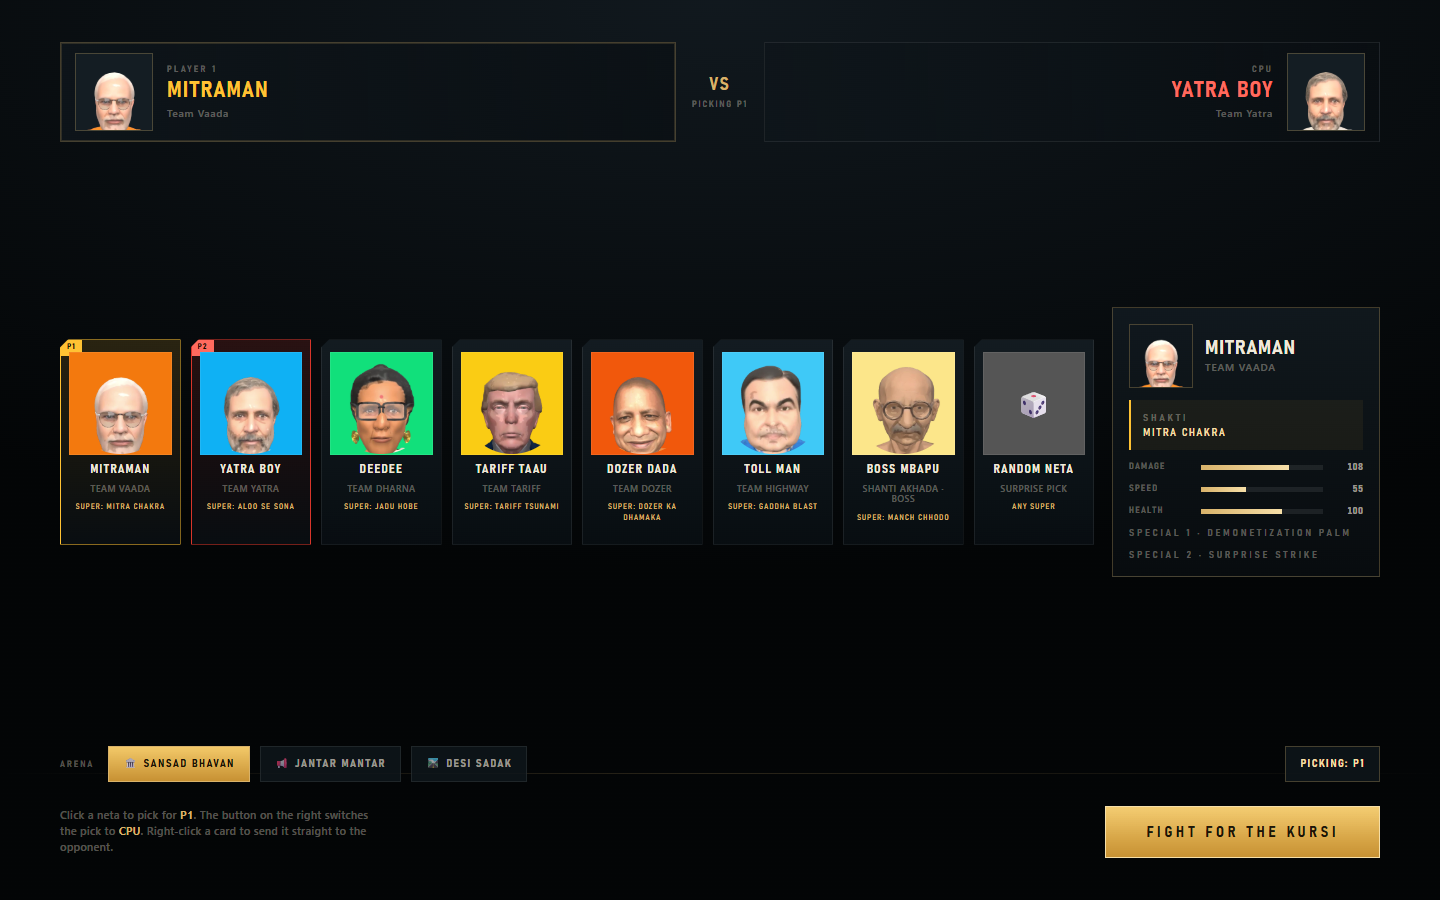 PLAYER 1
MITRAMAN
Team Vaada
VS
PICKING P1
CPU
YATRA BOY
Team Yatra
P1
MITRAMAN
TEAM VAADA
SUPER: MITRA CHAKRA
P2
YATRA BOY
TEAM YATRA
SUPER: ALOO SE SONA
DEEDEE
TEAM DHARNA
SUPER: JADU HOBE
TARIFF TAAU
TEAM TARIFF
SUPER: TARIFF TSUNAMI
DOZER DADA
TEAM DOZER
SUPER: DOZER KA
DHAMAKA
TOLL MAN
TEAM HIGHWAY
SUPER: GADDHA BLAST
BOSS MBAPU
SHANTI AKHADA -
BOSS
SUPER: MANCH CHHODO
RANDOM NETA
SURPRISE PICK
ANY SUPER
MITRAMAN
TEAM VAADA
SHAKTI
MITRA CHAKRA
DAMAGE 108
SPEED 55
HEALTH 100
SPECIAL 1 · DEMONETIZATION PALM
SPECIAL 2 · SURPRISE STRIKE
ARENA
SANSAD BHAVAN
JANTAR MANTAR
DESI SADAK
PICKING: P1
Click a neta to pick for P1. The button on the right switches
the pick to CPU. Right-click a card to send it straight to the
opponent.
FIGHT FOR THE KURSI